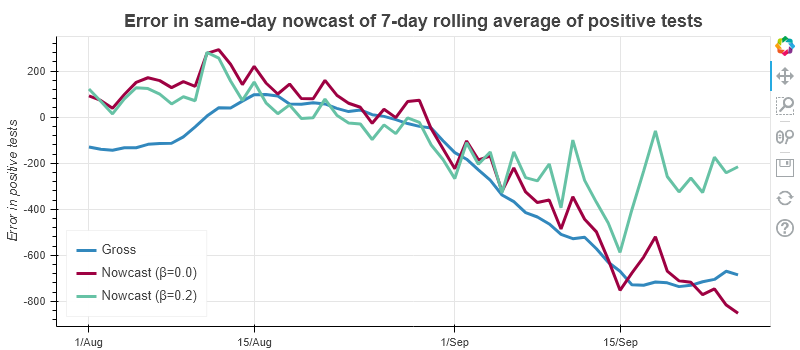 Error in same-day nowcast of 7-day rolling average of positive tests
Error in positive tests
200
0
-200
-400
-600
-800
Gross
Nowcast (β=0.0)
Nowcast (β=0.2)
1/Aug
15/Aug
1/Sep
15/Sep